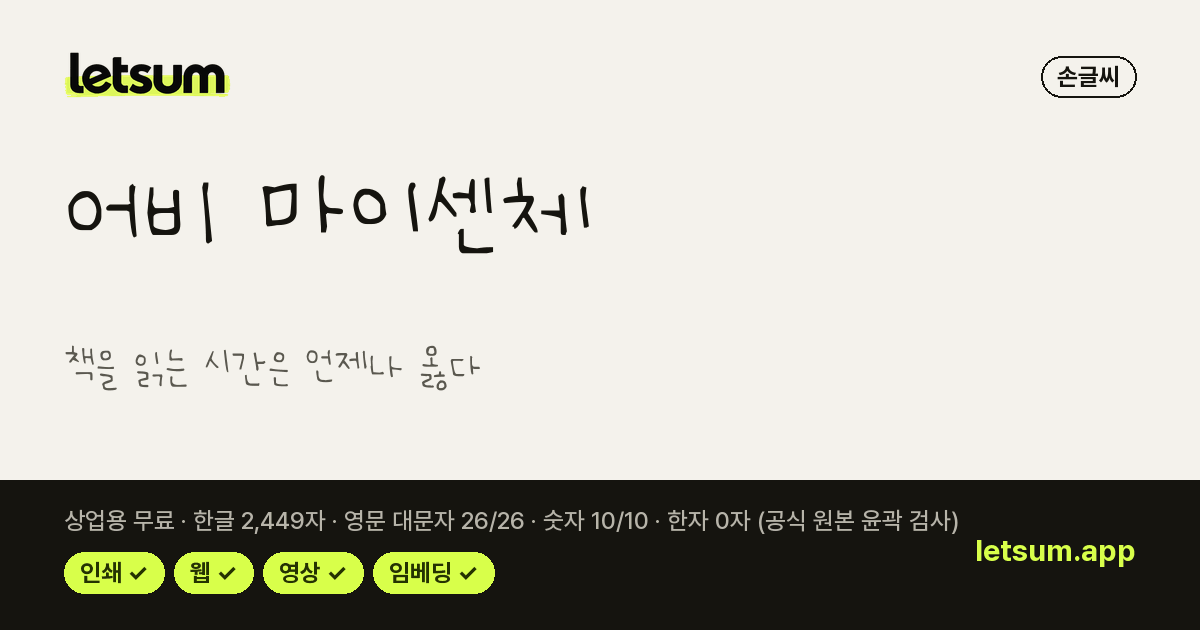 letsum
손글씨
어비 마이센체
책을 읽는 시간은 언제나 옳다
상업용 무료 · 한글 2,449자 · 영문 대문자 26/26 · 숫자 10/10 · 한자 0자 (공식 원본 윤곽 검사)
인쇄 ✓ 웹 ✓ 영상 ✓ 임베딩 ✓
letsum.app